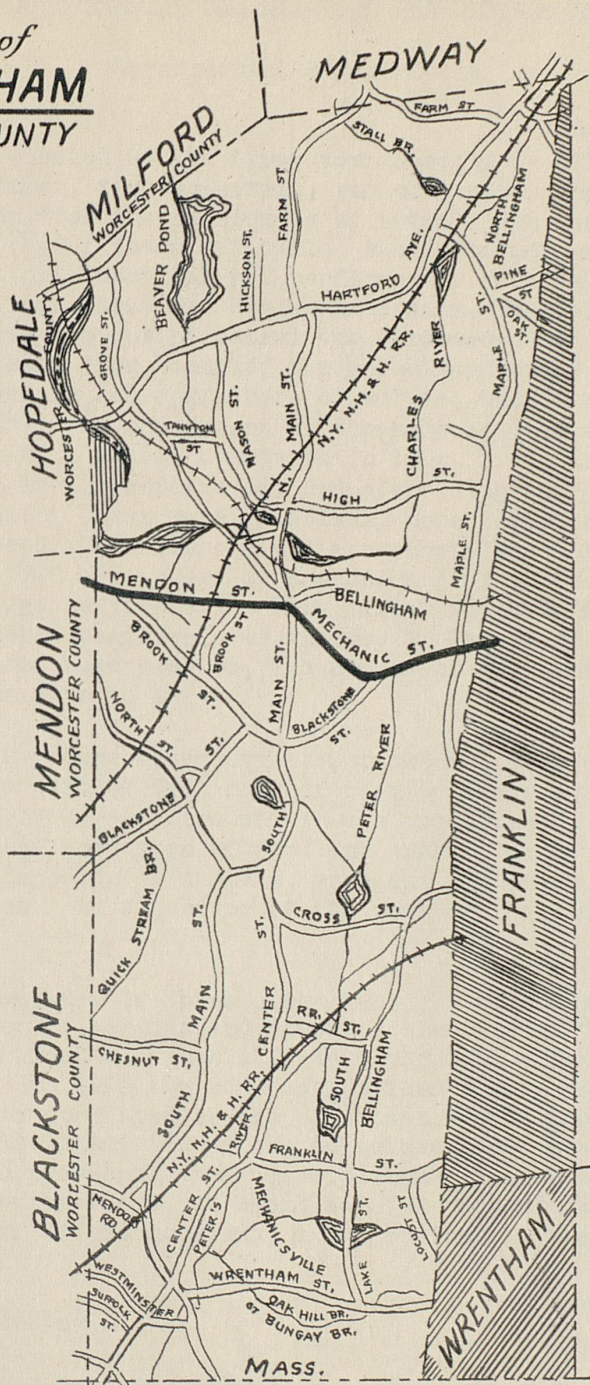 of
HAM
UNTY
MEDWAY
FARM ST
STALL BR.
MILFORD
WORCESTER COUNTY
BEAVER POND
HICKSON ST.
FARM ST
HARTFORD AVE.
NORTH BELLINGHAM
PINE ST
OAK ST.
HOPEDALE
WORCESTER COUNTY
GROVE ST.
TAUNTON ST
MASON ST.
N. MAIN ST.
N.Y. N.H. & H. R.R.
CHARLES RIVER
MAPLE ST.
HIGH ST.
MAPLE ST.
MENDON ST.
BELLINGHAM
MECHANIC ST.
BROOK ST.
BROOK ST
MAIN ST.
BLACKSTONE ST.
MENDON
WORCESTER COUNTY
NORTH ST.
BLACKSTONE ST.
SOUTH
PETER RIVER
FRANKLIN
QUICK STREAM BR.
CROSS ST.
SOUTH MAIN ST.
CENTER ST.
RR. ST.
SOUTH BELLINGHAM
BLACKSTONE
WORCESTER COUNTY
CHESNUT ST.
N.Y. N.H. & H. RR.
FRANKLIN ST.
MENDON RD.
CENTER ST.
PETER'S RIVER
MECHANICSVILLE
LAKE ST.
LOCUST ST
WRENTHAM
WESTMINSTER
SUFFOLK ST.
WRENTHAM ST.
OAK HILL BR.
or BUNGAY BR.
MASS.